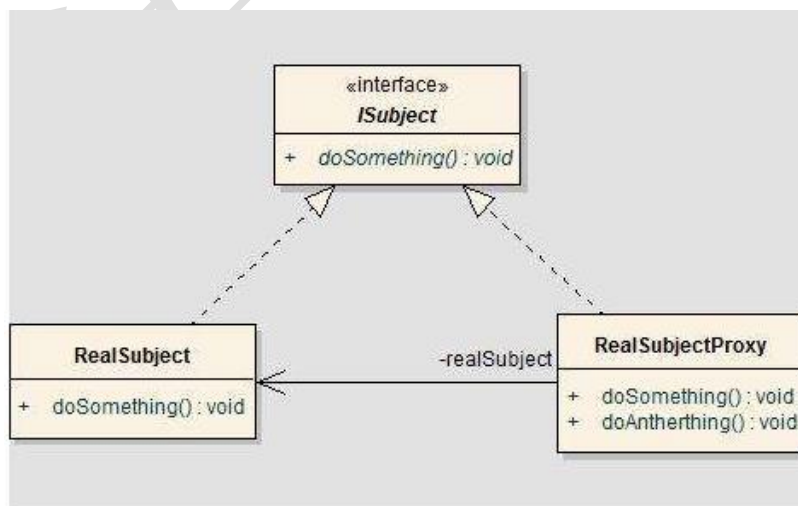 «interface»
ISubject
+ doSomething() : void
RealSubject
+ doSomething() : void
-realSubject
RealSubjectProxy
+ doSomething() : void
+ doAntherthing() : void